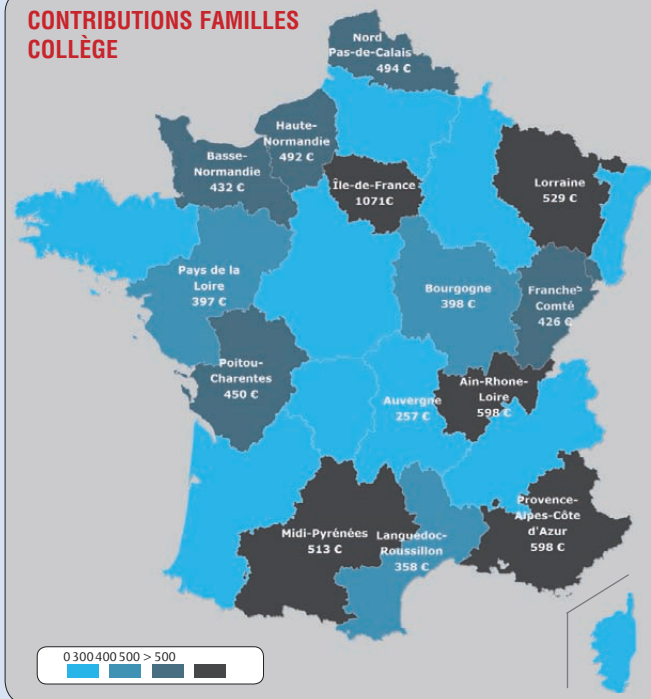 CONTRIBUTIONS FAMILLES
COLLÈGE
Nord
Pas-de-Calais
494 €
Haute-
Normandie
492 €
Basse-
Normandie
432 €
Île-de-France
1071€
Lorraine
529 €
Pays de la
Loire
397 €
Bourgogne
398 €
Franche5
Comté
426 €
Poitou-
Charentes
450 €
Auvergne
257 €
Ain-Rhone-
Loire
598 €
Midi-Pyrénées
513 €
Languedoc-
Roussillon
358 €
Provence-
Alpes-Côte
d'Azur
598 €
0 300 400 500 > 500